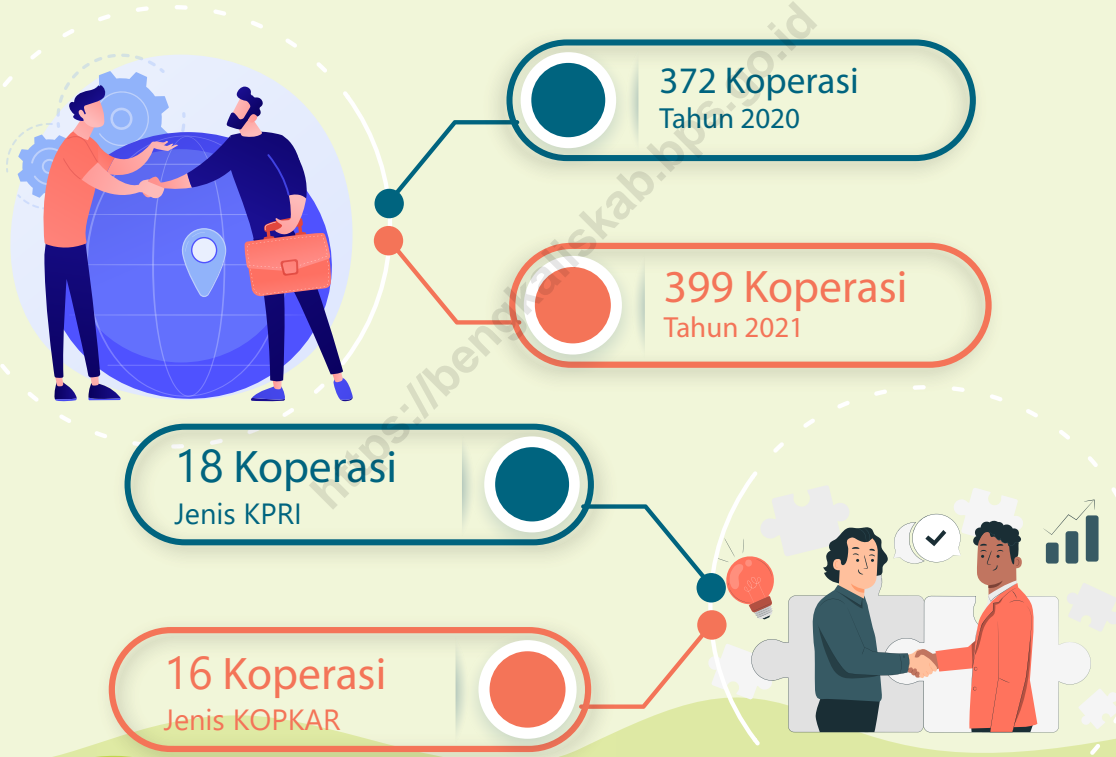 372 Koperasi
Tahun 2020
399 Koperasi
Tahun 2021
18 Koperasi
Jenis KPRI
16 Koperasi
Jenis KOPKAR
https://bengkaliskab.bps.go.id